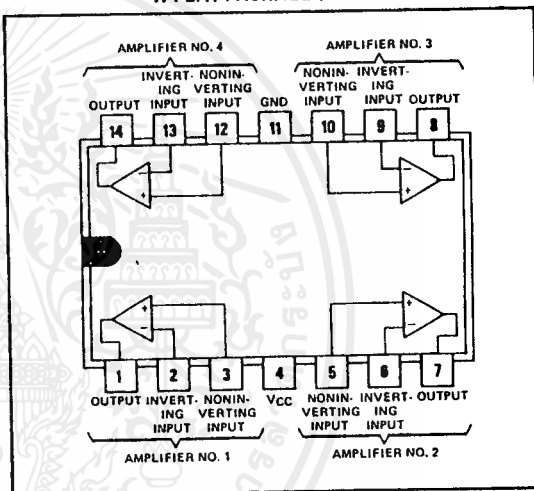 AMPLIFIER NO. 4 AMPLIFIER NO. 3
INVERT- NONIN- NONIN- INVERT-
ING VERTING VERTING ING
OUTPUT INPUT INPUT GND INPUT INPUT OUTPUT
14 13 12 11 10 9 8
- + - +
+ - + -
1 2 3 4 5 6 7
OUTPUT INVERT- NONIN- VCC NONIN- INVERT- OUTPUT
ING VERTING VERTING ING
INPUT INPUT INPUT INPUT
AMPLIFIER NO. 1 AMPLIFIER NO. 2